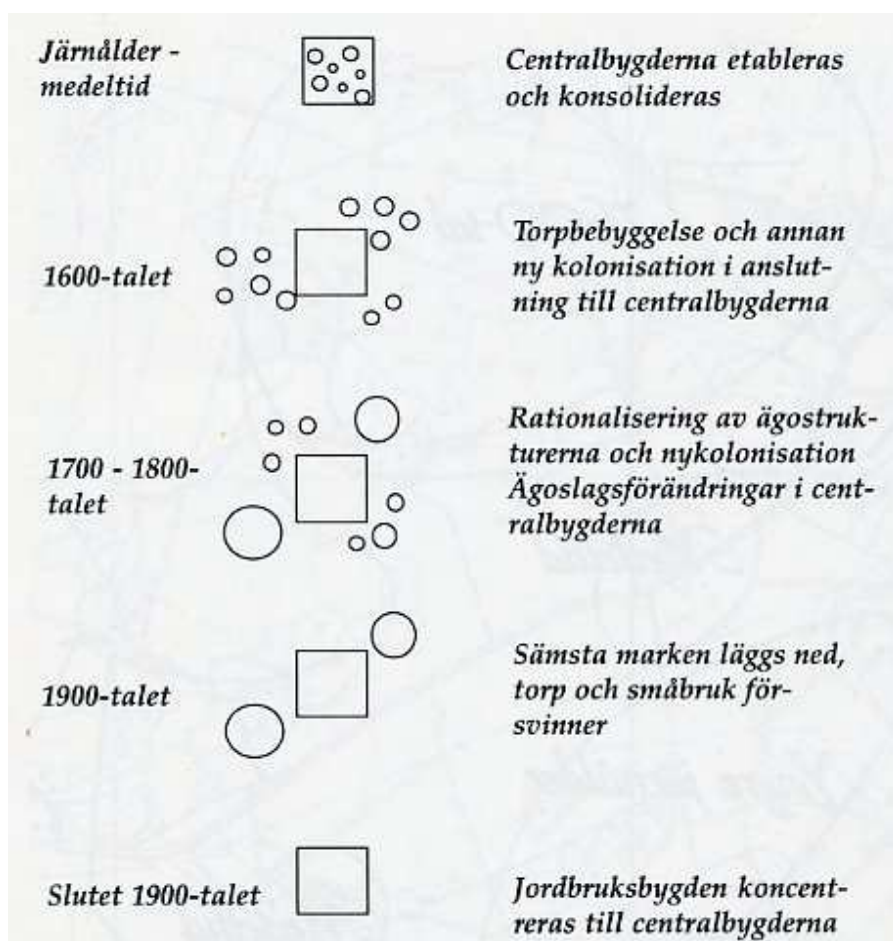 Järnålder -
medeltid
Centralbygderna etableras
och konsolideras
1600-talet
Torpbebyggelse och annan
ny kolonisation i anslut-
ning till centralbygderna
1700 - 1800-
talet
Rationalisering av ägostruk-
turerna och nykolonisation
Ägoslagsförändringar i cent-
ralbygderna
1900-talet
Sämsta marken läggs ned,
torp och småbruk för-
svinner
Slutet 1900-talet
Jordbruksbygden koncent-
reras till centralbygderna